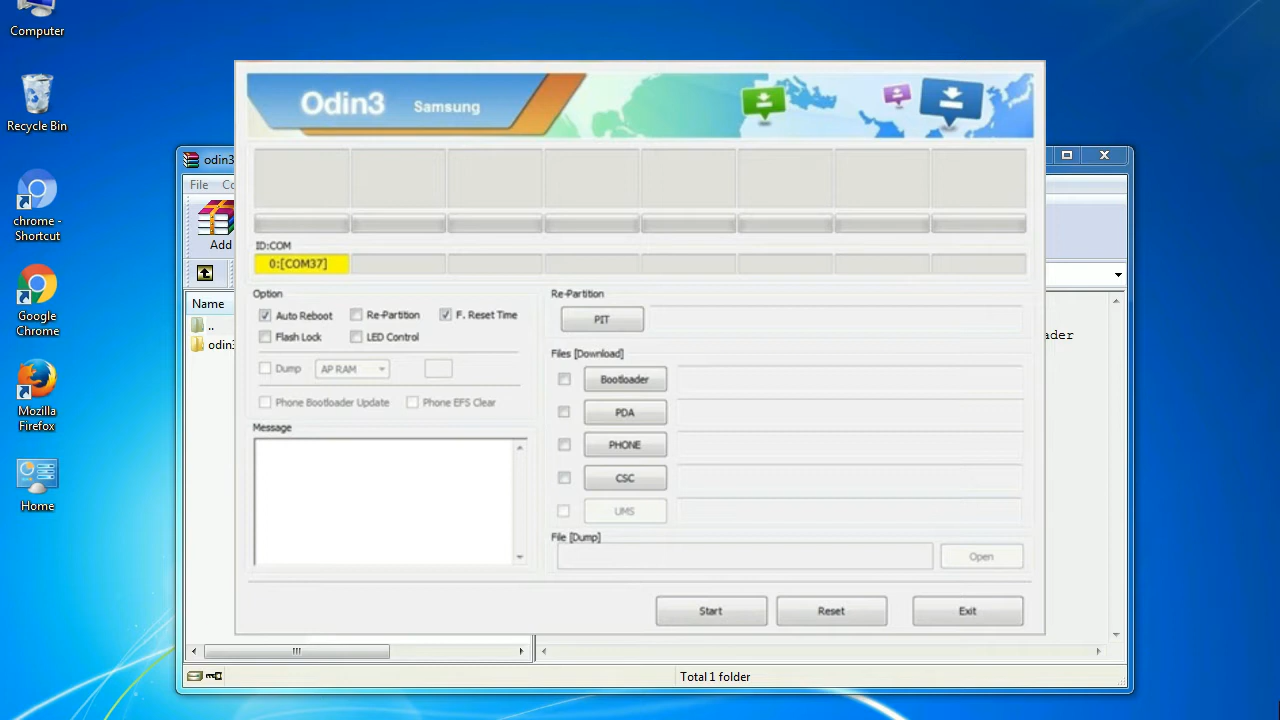 Computer
Recycle Bin
chrome -
Shortcut
Google
Chrome
Mozilla
Firefox
Home
odin3
File
Add
Name
..
odin3
Total 1 folder
Odin3 Samsung
ID:COM
0:[COM37]
Option
Auto Reboot Re-Partition F. Reset Time
Flash Lock LED Control
Dump AP RAM
Phone Bootloader Update Phone EFS Clear
Message
Re-Partition
PIT
Files [Download]
Bootloader
PDA
PHONE
CSC
UMS
File [Dump]
Open
Start Reset Exit